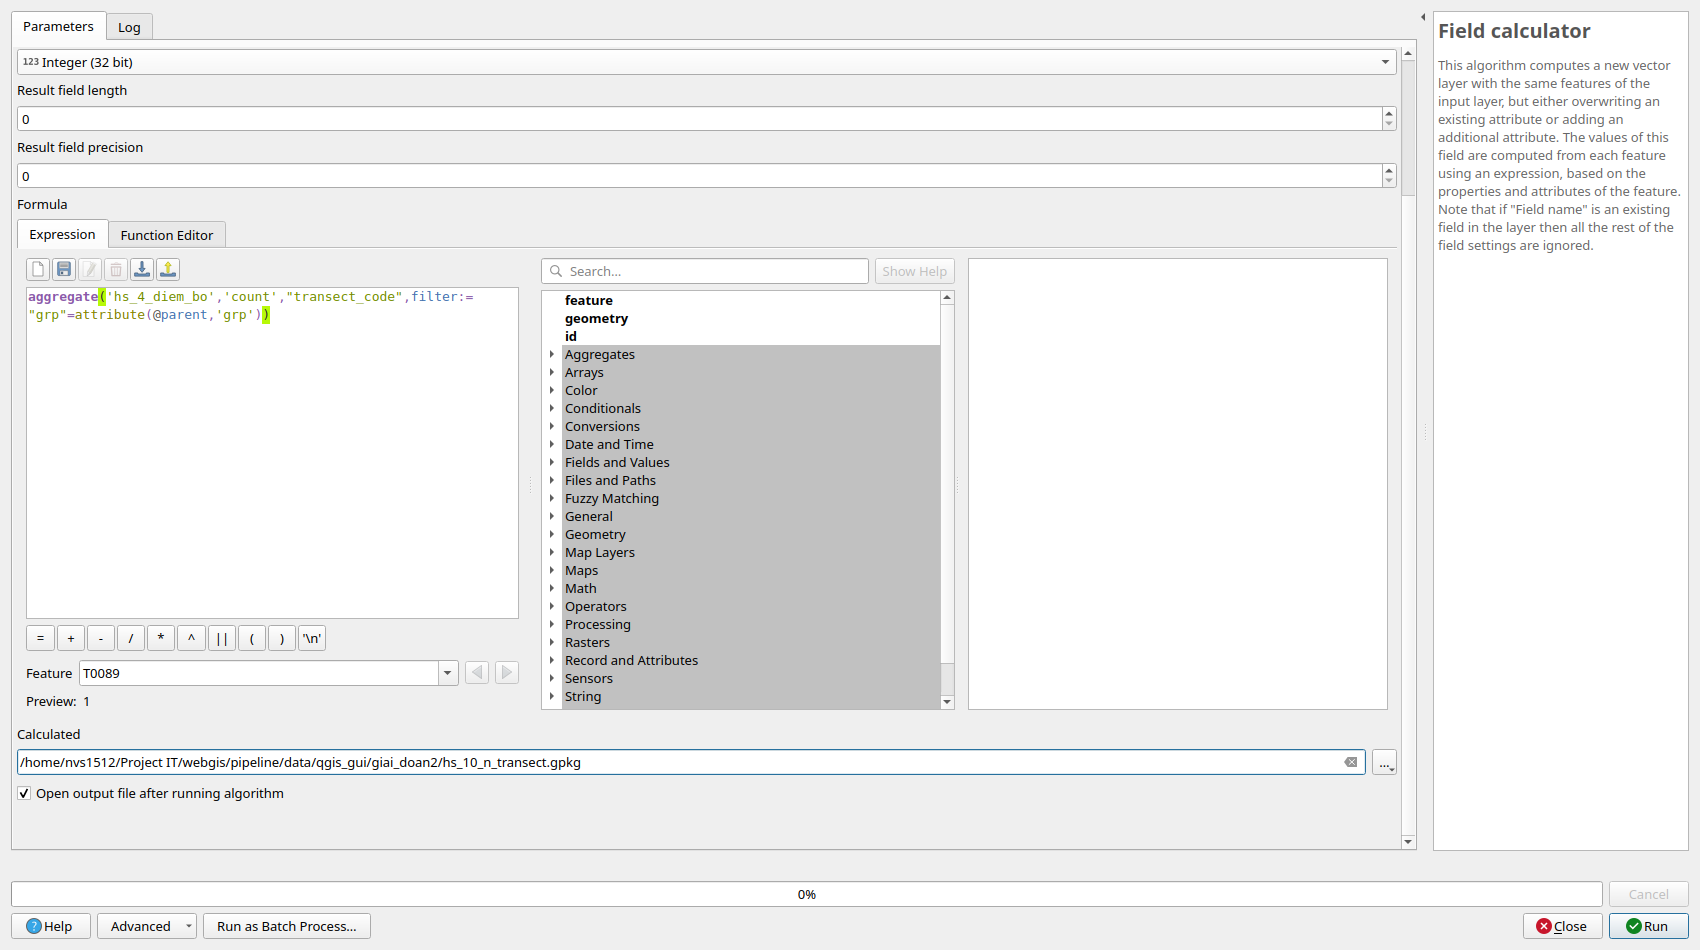 Parameters
Log
123 Integer (32 bit)
Result field length
0
Result field precision
0
Formula
Expression
Function Editor
aggregate('hs_4_diem_bo','count',"transect_code",filter:=
"grp"=attribute(@parent,'grp'))
= + - / * ^ || ( ) '\n'
Feature T0089
Preview: 1
Search...
Show Help
feature
geometry
id
Aggregates
Arrays
Color
Conditionals
Conversions
Date and Time
Fields and Values
Files and Paths
Fuzzy Matching
General
Geometry
Map Layers
Maps
Math
Operators
Processing
Rasters
Record and Attributes
Sensors
String
Calculated
/home/nvs1512/Project IT/webgis/pipeline/data/qgis_gui/giai_doan2/hs_10_n_transect.gpkg
...
Open output file after running algorithm
Field calculator
This algorithm computes a new vector
layer with the same features of the
input layer, but either overwriting an
existing attribute or adding an
additional attribute. The values of this
field are computed from each feature
using an expression, based on the
properties and attributes of the feature.
Note that if "Field name" is an existing
field in the layer then all the rest of the
field settings are ignored.
0%
Cancel
Help
Advanced
Run as Batch Process...
Close
Run